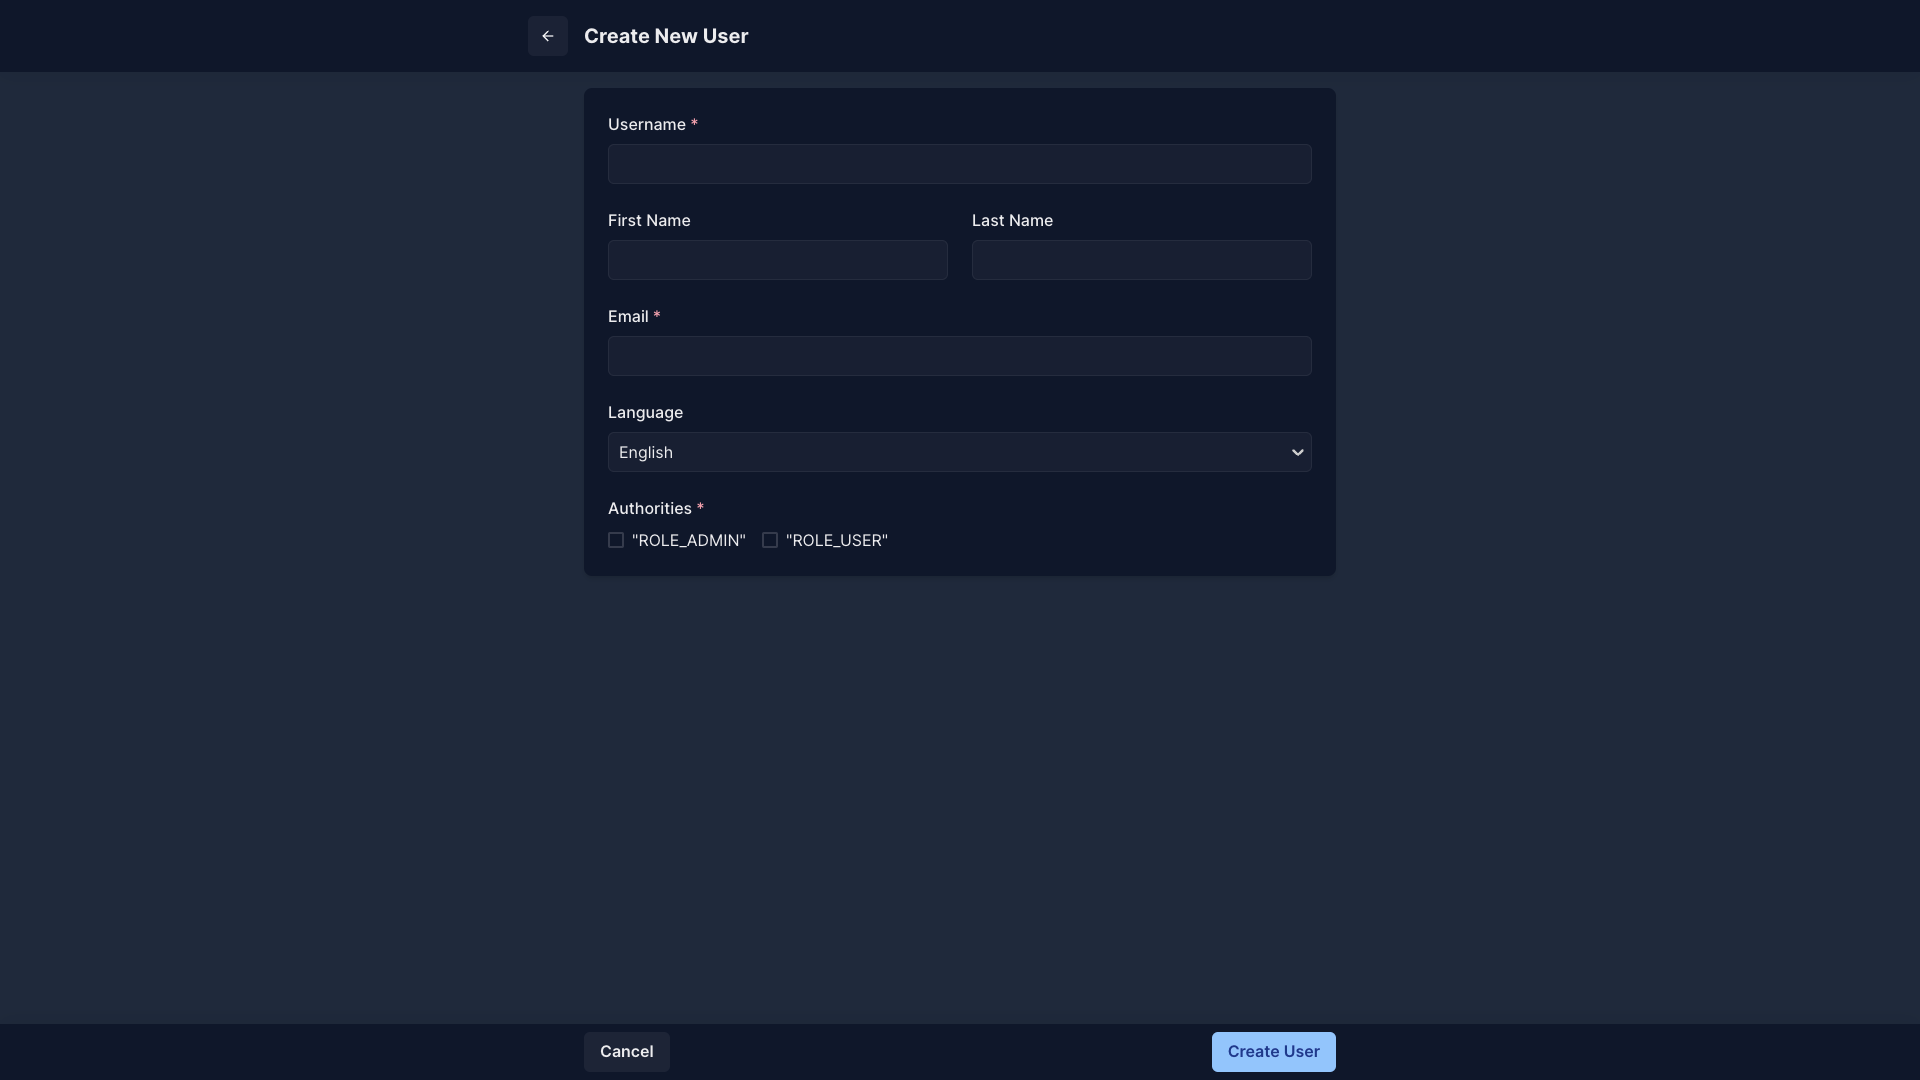 Create New User
Username *
First Name
Last Name
Email *
Language
English
Authorities *
"ROLE_ADMIN"
"ROLE_USER"
Cancel
Create User